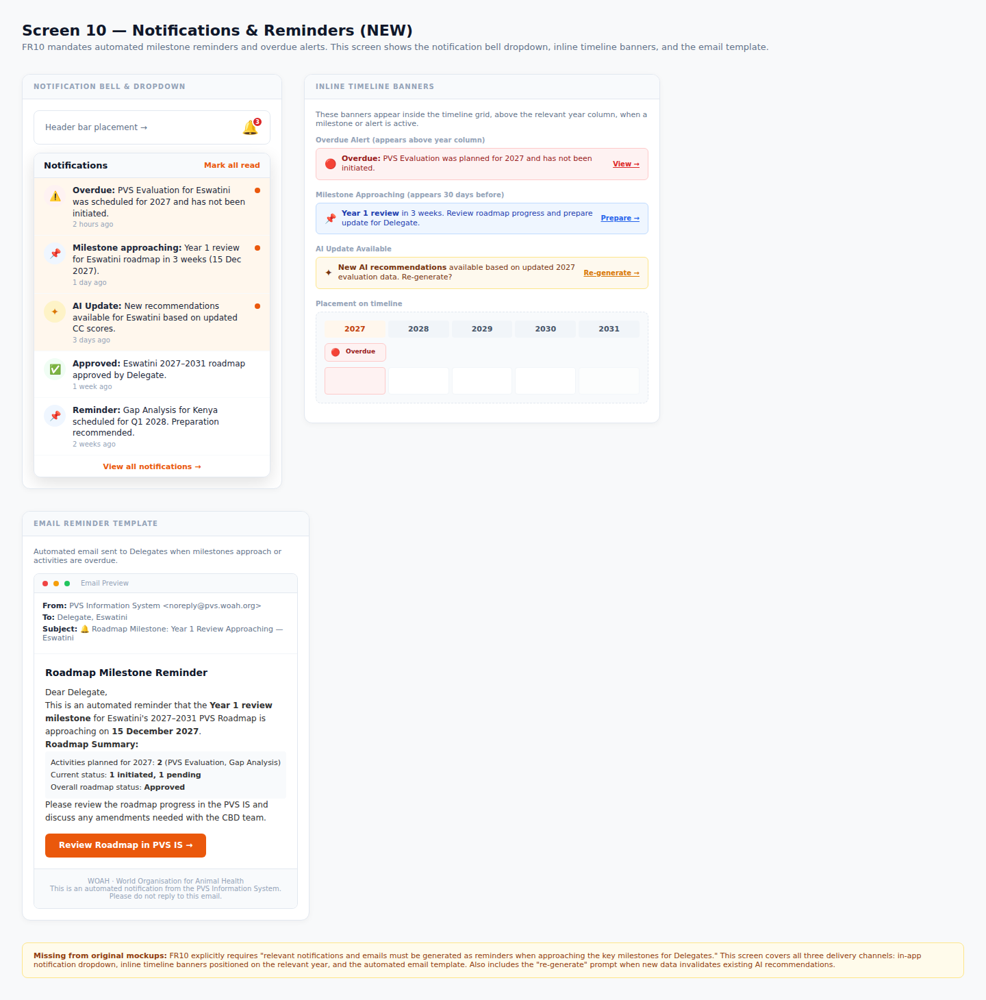 Screen 10 — Notifications & Reminders (NEW)
FR10 mandates automated milestone reminders and overdue alerts. This screen shows the notification bell dropdown, inline timeline banners, and the email template.
NOTIFICATION BELL & DROPDOWN
Header bar placement →
3
Notifications
Mark all read
Overdue: PVS Evaluation for Eswatini
was scheduled for 2027 and has not been
initiated.
2 hours ago
Milestone approaching: Year 1 review
for Eswatini roadmap in 3 weeks (15 Dec
2027).
1 day ago
AI Update: New recommendations
available for Eswatini based on updated
CC scores.
3 days ago
Approved: Eswatini 2027–2031 roadmap
approved by Delegate.
1 week ago
Reminder: Gap Analysis for Kenya
scheduled for Q1 2028. Preparation
recommended.
2 weeks ago
View all notifications →
INLINE TIMELINE BANNERS
These banners appear inside the timeline grid, above the relevant year column, when a
milestone or alert is active.
Overdue Alert (appears above year column)
Overdue: PVS Evaluation was planned for 2027 and has not been
initiated.
View →
Milestone Approaching (appears 30 days before)
Year 1 review in 3 weeks. Review roadmap progress and prepare
update for Delegate.
Prepare →
AI Update Available
New AI recommendations available based on updated 2027
evaluation data. Re-generate?
Re-generate →
Placement on timeline
2027 2028 2029 2030 2031
Overdue
EMAIL REMINDER TEMPLATE
Automated email sent to Delegates when milestones approach or
activities are overdue.
Email Preview
From: PVS Information System <noreply@pvs.woah.org>
To: Delegate, Eswatini
Subject: 🔔 Roadmap Milestone: Year 1 Review Approaching —
Eswatini
Roadmap Milestone Reminder
Dear Delegate,
This is an automated reminder that the Year 1 review
milestone for Eswatini's 2027–2031 PVS Roadmap is
approaching on 15 December 2027.
Roadmap Summary:
Activities planned for 2027: 2 (PVS Evaluation, Gap Analysis)
Current status: 1 initiated, 1 pending
Overall roadmap status: Approved
Please review the roadmap progress in the PVS IS and
discuss any amendments needed with the CBD team.
Review Roadmap in PVS IS →
WOAH · World Organisation for Animal Health
This is an automated notification from the PVS Information System.
Please do not reply to this email.
Missing from original mockups: FR10 explicitly requires "relevant notifications and emails must be generated as reminders when approaching the key milestones for Delegates." This screen covers all three delivery channels: in-app
notification dropdown, inline timeline banners positioned on the relevant year, and the automated email template. Also includes the "re-generate" prompt when new data invalidates existing AI recommendations.